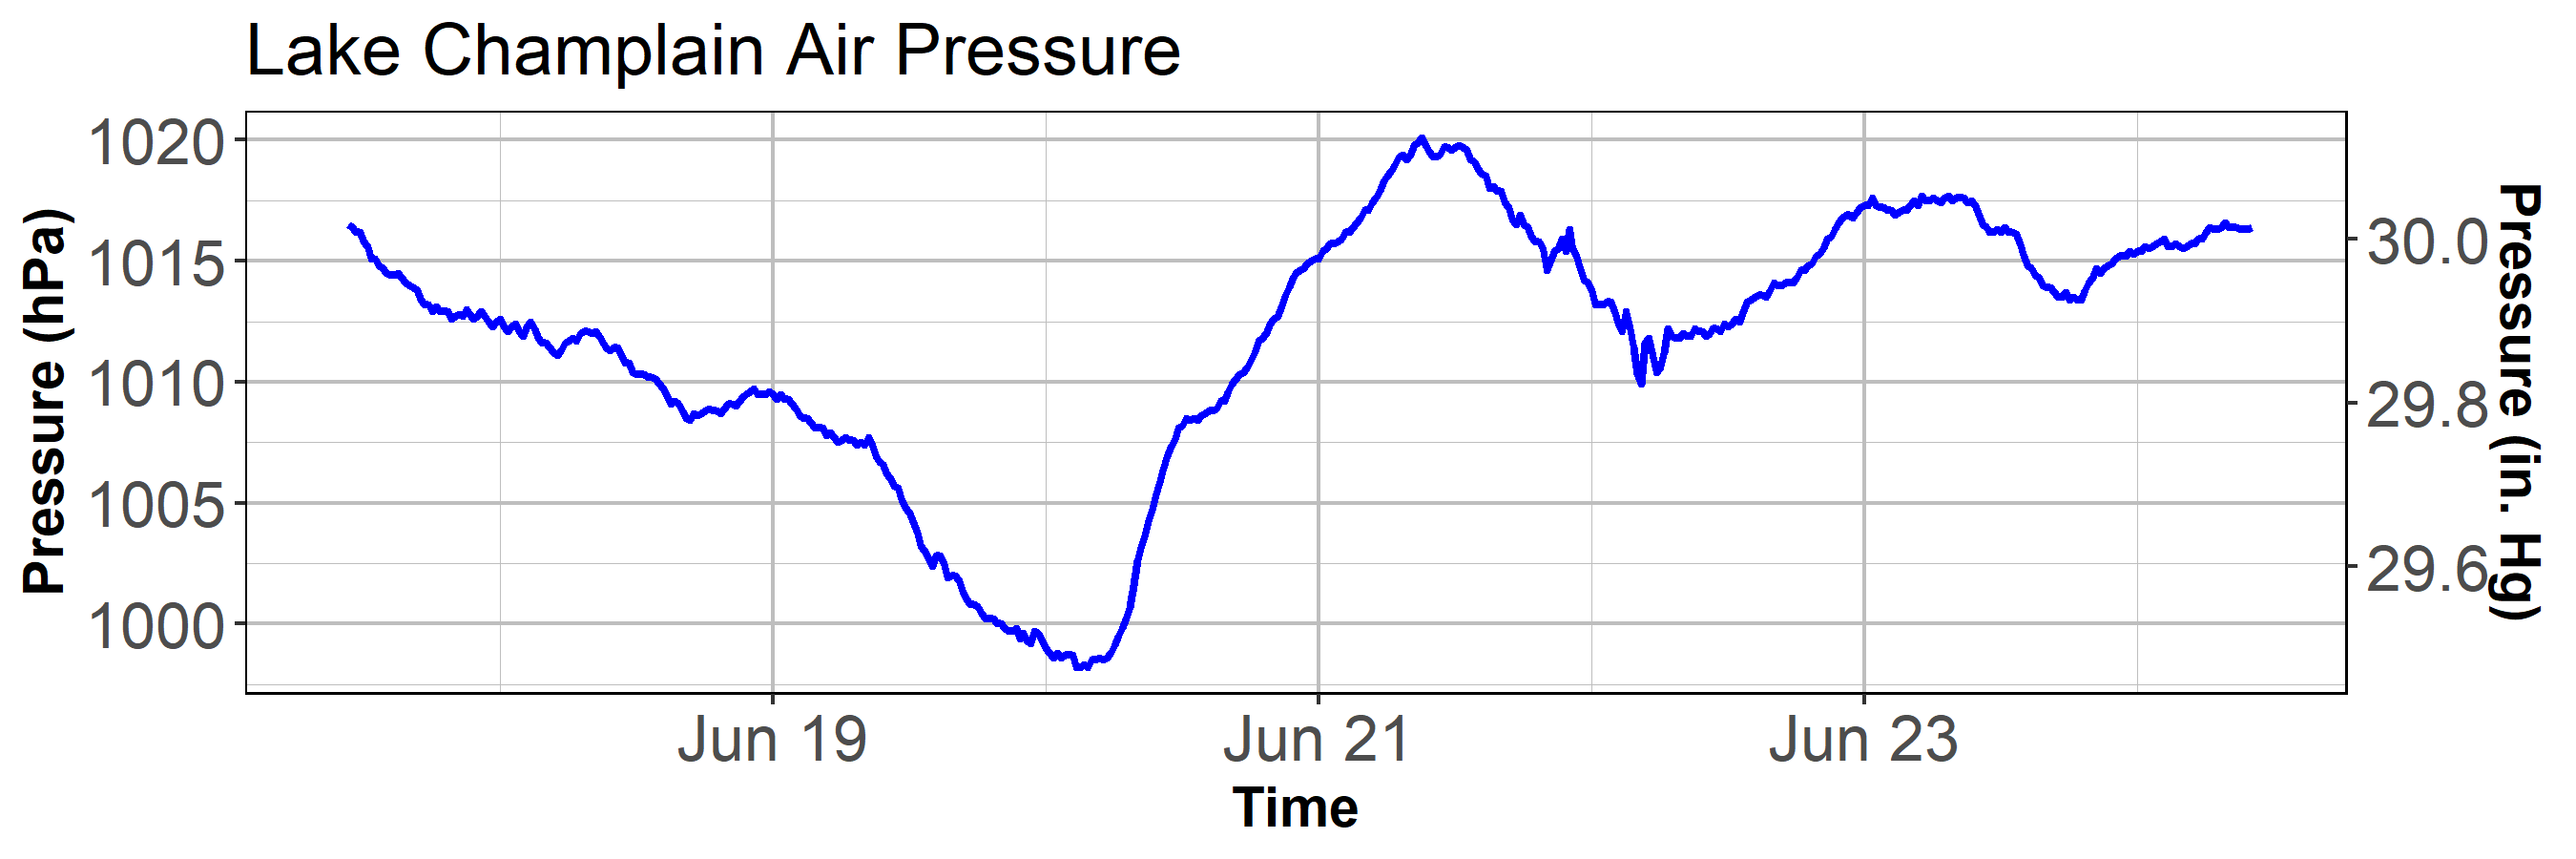 Lake Champlain Air Pressure
Pressure (hPa)
1020
1015
1010
1005
1000
30.0
29.8
29.6
Pressure (in. Hg)
Jun 19 Jun 21 Jun 23
Time